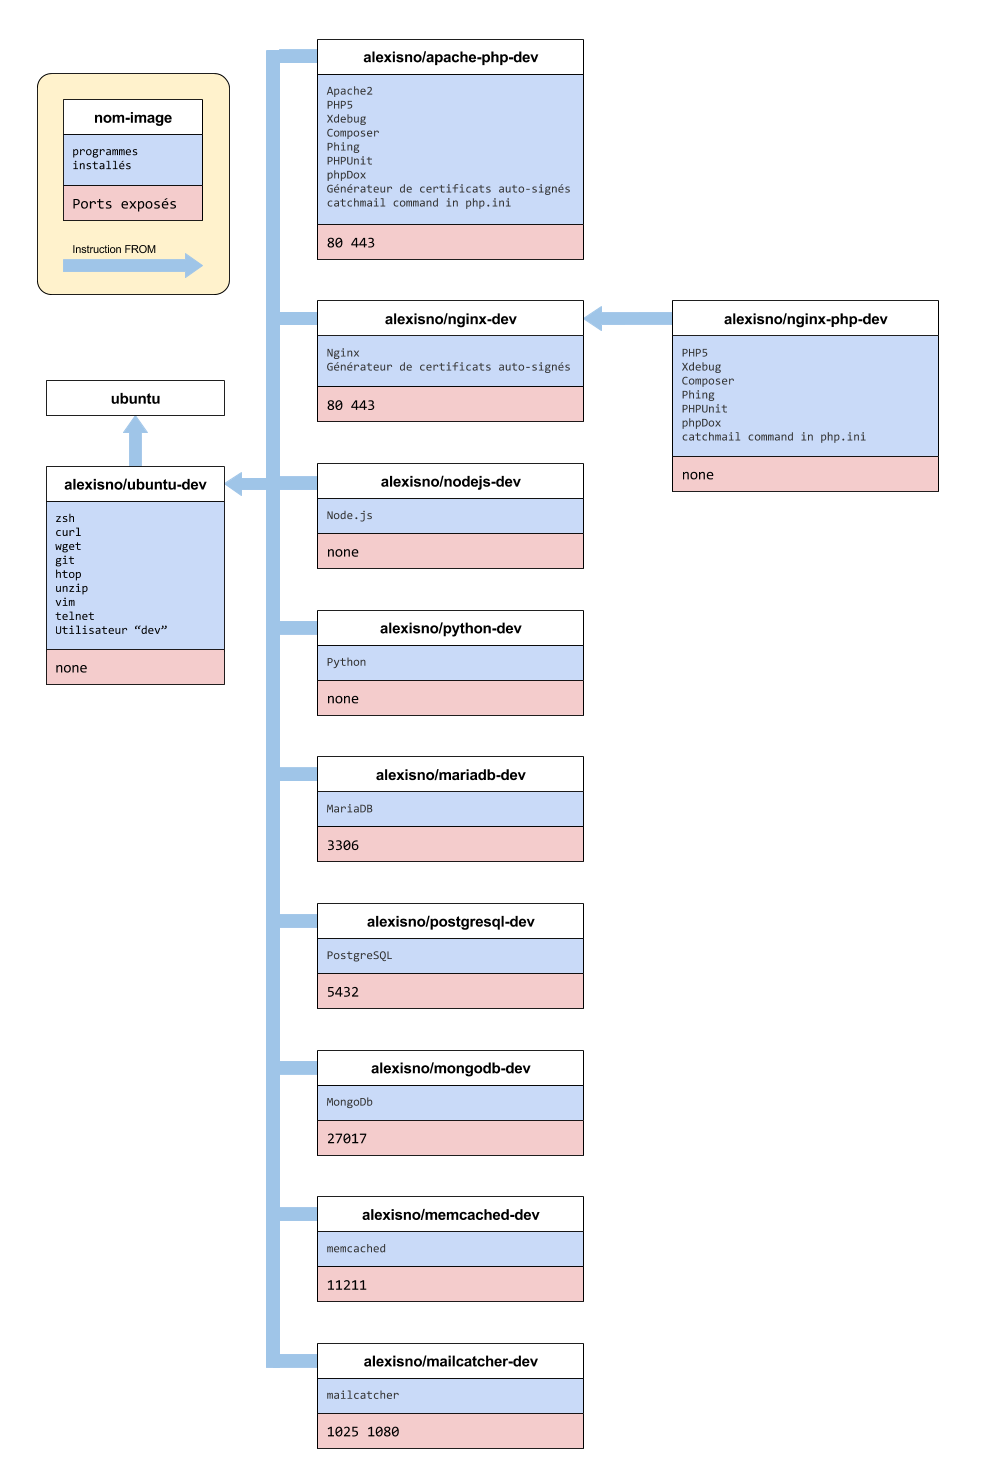 nom-image
programmes
installés
Ports exposés
Instruction FROM
ubuntu
alexisno/ubuntu-dev
zsh
curl
wget
git
htop
unzip
vim
telnet
Utilisateur “dev”
none
alexisno/apache-php-dev
Apache2
PHP5
Xdebug
Composer
Phing
PHPUnit
phpDox
Générateur de certificats auto-signés
catchmail command in php.ini
80 443
alexisno/nginx-dev
Nginx
Générateur de certificats auto-signés
80 443
alexisno/nginx-php-dev
PHP5
Xdebug
Composer
Phing
PHPUnit
phpDox
catchmail command in php.ini
none
alexisno/nodejs-dev
Node.js
none
alexisno/python-dev
Python
none
alexisno/mariadb-dev
MariaDB
3306
alexisno/postgresql-dev
PostgreSQL
5432
alexisno/mongodb-dev
MongoDb
27017
alexisno/memcached-dev
memcached
11211
alexisno/mailcatcher-dev
mailcatcher
1025 1080